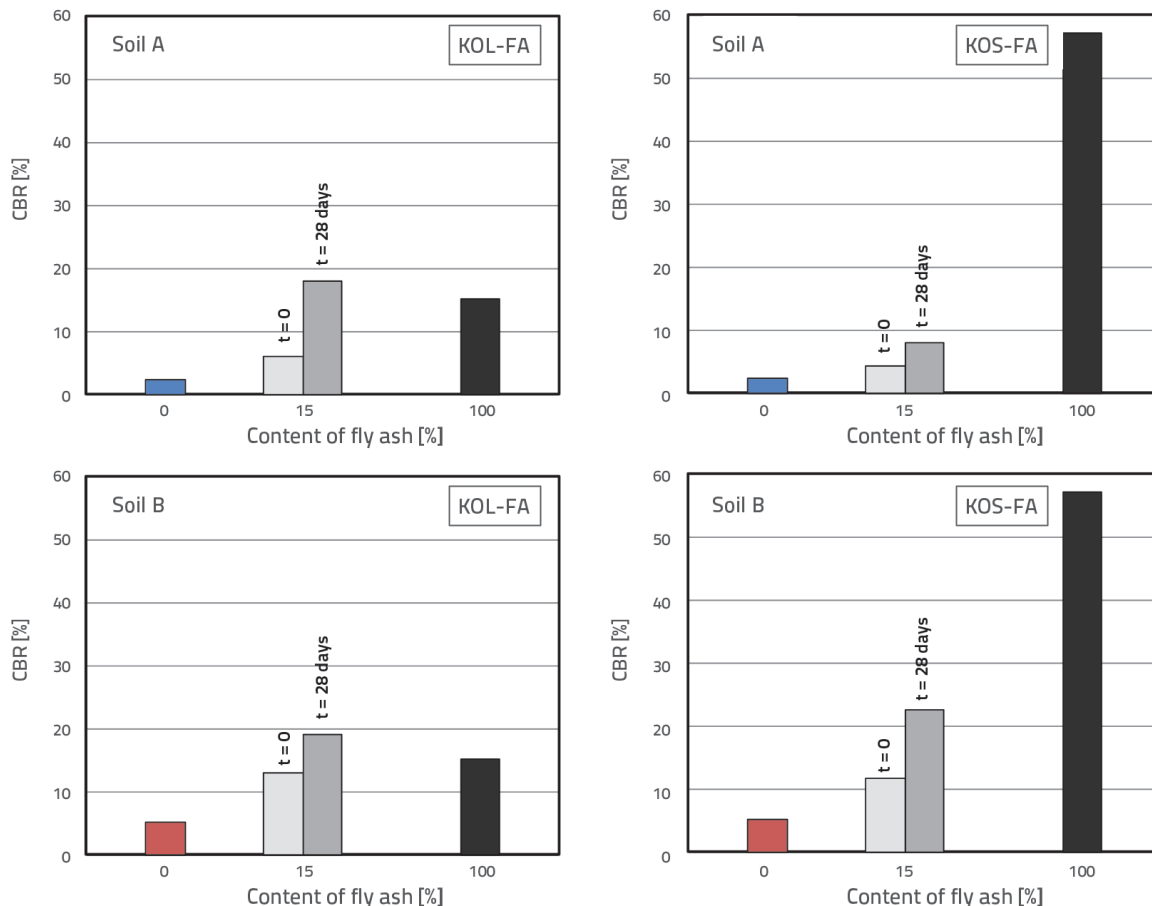 60
50
40
30
20
10
0
CBR [%]
Soil A
KOL-FA
t = 0
t = 28 days
0
15
100
Content of fly ash [%]
60
50
40
30
20
10
0
CBR [%]
Soil A
KOS-FA
t = 0
t = 28 days
0
15
100
Content of fly ash [%]
60
50
40
30
20
10
0
CBR [%]
Soil B
KOL-FA
t = 0
t = 28 days
0
15
100
Content of fly ash [%]
60
50
40
30
20
10
0
CBR [%]
Soil B
KOS-FA
t = 0
t = 28 days
0
15
100
Content of fly ash [%]